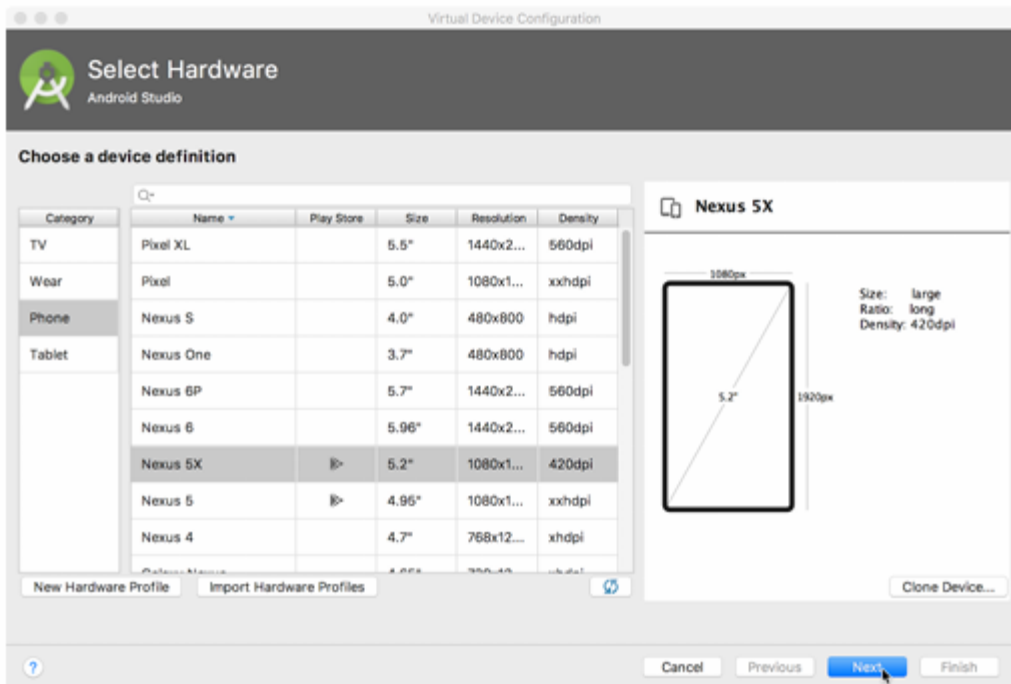 Virtual Device Configuration
Select Hardware
Android Studio
Choose a device definition
Category
TV
Wear
Phone
Tablet
Name Play Store Size Resolution Density
Pixel XL 5.5" 1440x2... 560dpi
Pixel 5.0" 1080x1... xxhdpi
Nexus S 4.0" 480x800 hdpi
Nexus One 3.7" 480x800 hdpi
Nexus 6P 5.7" 1440x2... 560dpi
Nexus 6 5.96" 1440x2... 560dpi
Nexus 5X 5.2" 1080x1... 420dpi
Nexus 5 4.95" 1080x1... xxhdpi
Nexus 4 4.7" 768x12... xhdpi
New Hardware Profile Import Hardware Profiles
Nexus 5X
1080px
5.2"
1920px
Size: large
Ratio: long
Density: 420dpi
Clone Device...
? Cancel Previous Next Finish